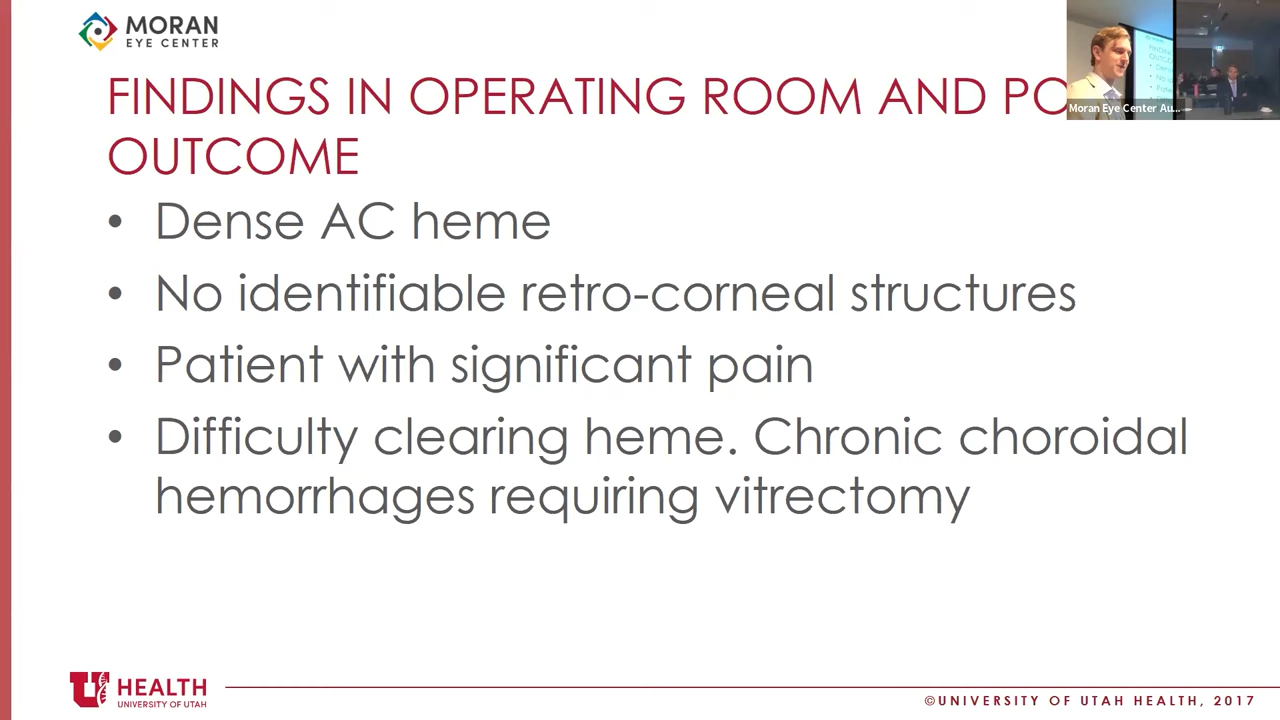 MORAN
EYE CENTER
FINDINGS IN OPERATING ROOM AND PO
OUTCOME
Moran Eye Center Au...
• Dense AC heme
• No identifiable retro-corneal structures
• Patient with significant pain
• Difficulty clearing heme. Chronic choroidal
hemorrhages requiring vitrectomy
U HEALTH
UNIVERSITY OF UTAH
©UNIVERSITY OF UTAH HEALTH, 2017